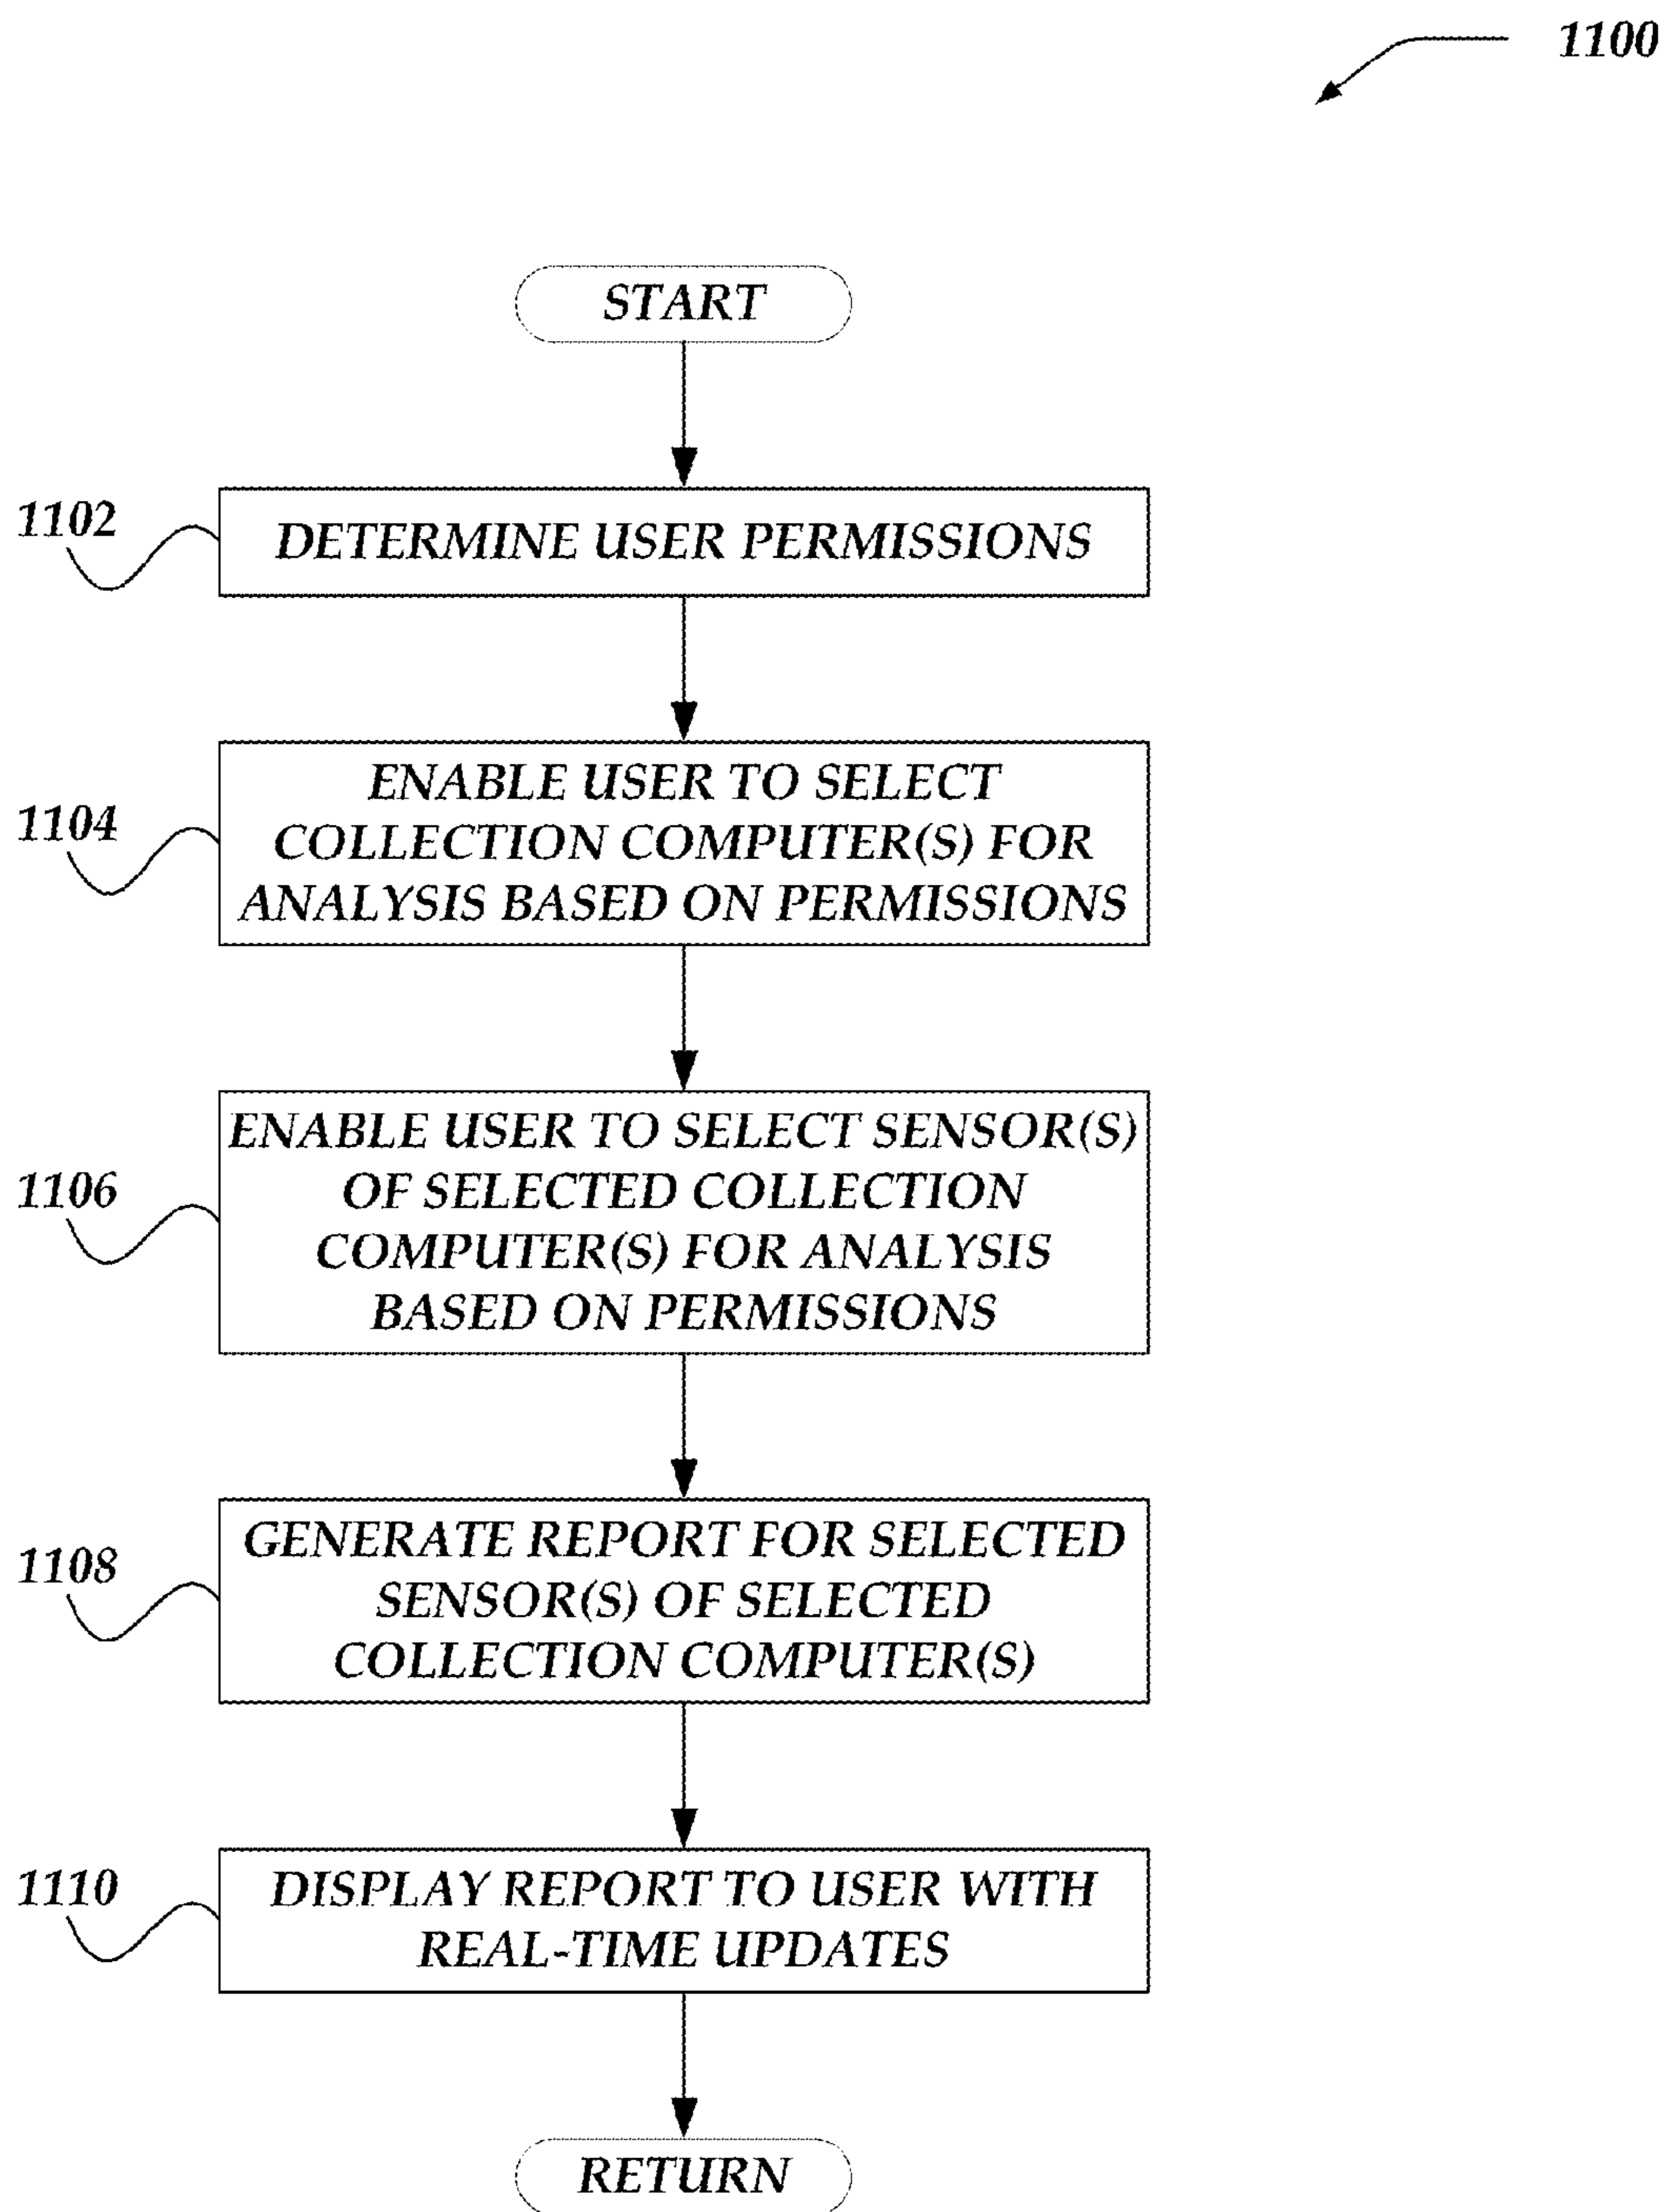 1100
START
1102
DETERMINE USER PERMISSIONS
1104
ENABLE USER TO SELECT
COLLECTION COMPUTER(S) FOR
ANALYSIS BASED ON PERMISSIONS
1106
ENABLE USER TO SELECT SENSOR(S)
OF SELECTED COLLECTION
COMPUTER(S) FOR ANALYSIS
BASED ON PERMISSIONS
1108
GENERATE REPORT FOR SELECTED
SENSOR(S) OF SELECTED
COLLECTION COMPUTER(S)
1110
DISPLAY REPORT TO USER WITH
REAL-TIME UPDATES
RETURN